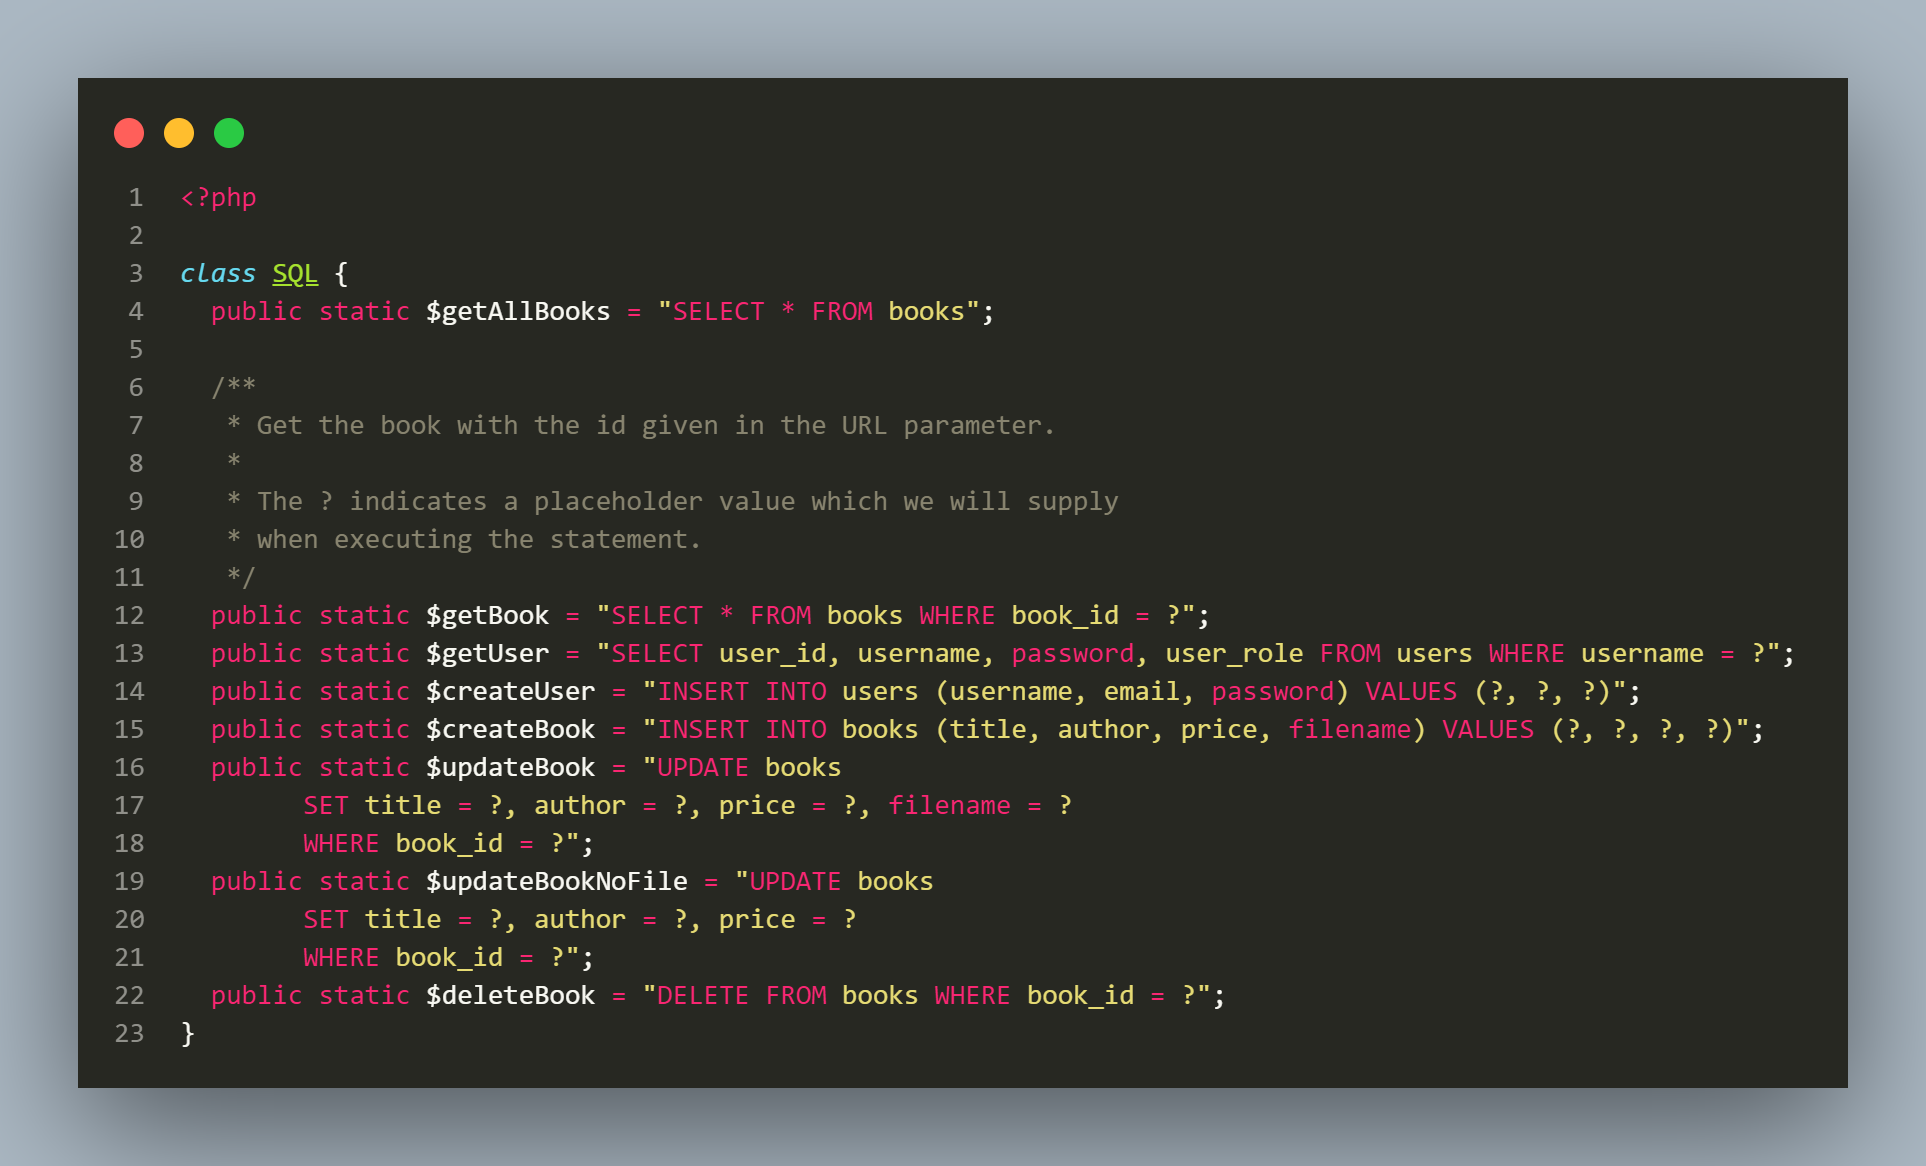 1 <?php
2
3 class SQL {
4   public static $getAllBooks = "SELECT * FROM books";
5
6   /**
7    * Get the book with the id given in the URL parameter.
8    *
9    * The ? indicates a placeholder value which we will supply
10    * when executing the statement.
11    */
12   public static $getBook = "SELECT * FROM books WHERE book_id = ?";
13   public static $getUser = "SELECT user_id, username, password, user_role FROM users WHERE username = ?";
14   public static $createUser = "INSERT INTO users (username, email, password) VALUES (?, ?, ?)";
15   public static $createBook = "INSERT INTO books (title, author, price, filename) VALUES (?, ?, ?, ?)";
16   public static $updateBook = "UPDATE books
17         SET title = ?, author = ?, price = ?, filename = ?
18         WHERE book_id = ?";
19   public static $updateBookNoFile = "UPDATE books
20         SET title = ?, author = ?, price = ?
21         WHERE book_id = ?";
22   public static $deleteBook = "DELETE FROM books WHERE book_id = ?";
23 }